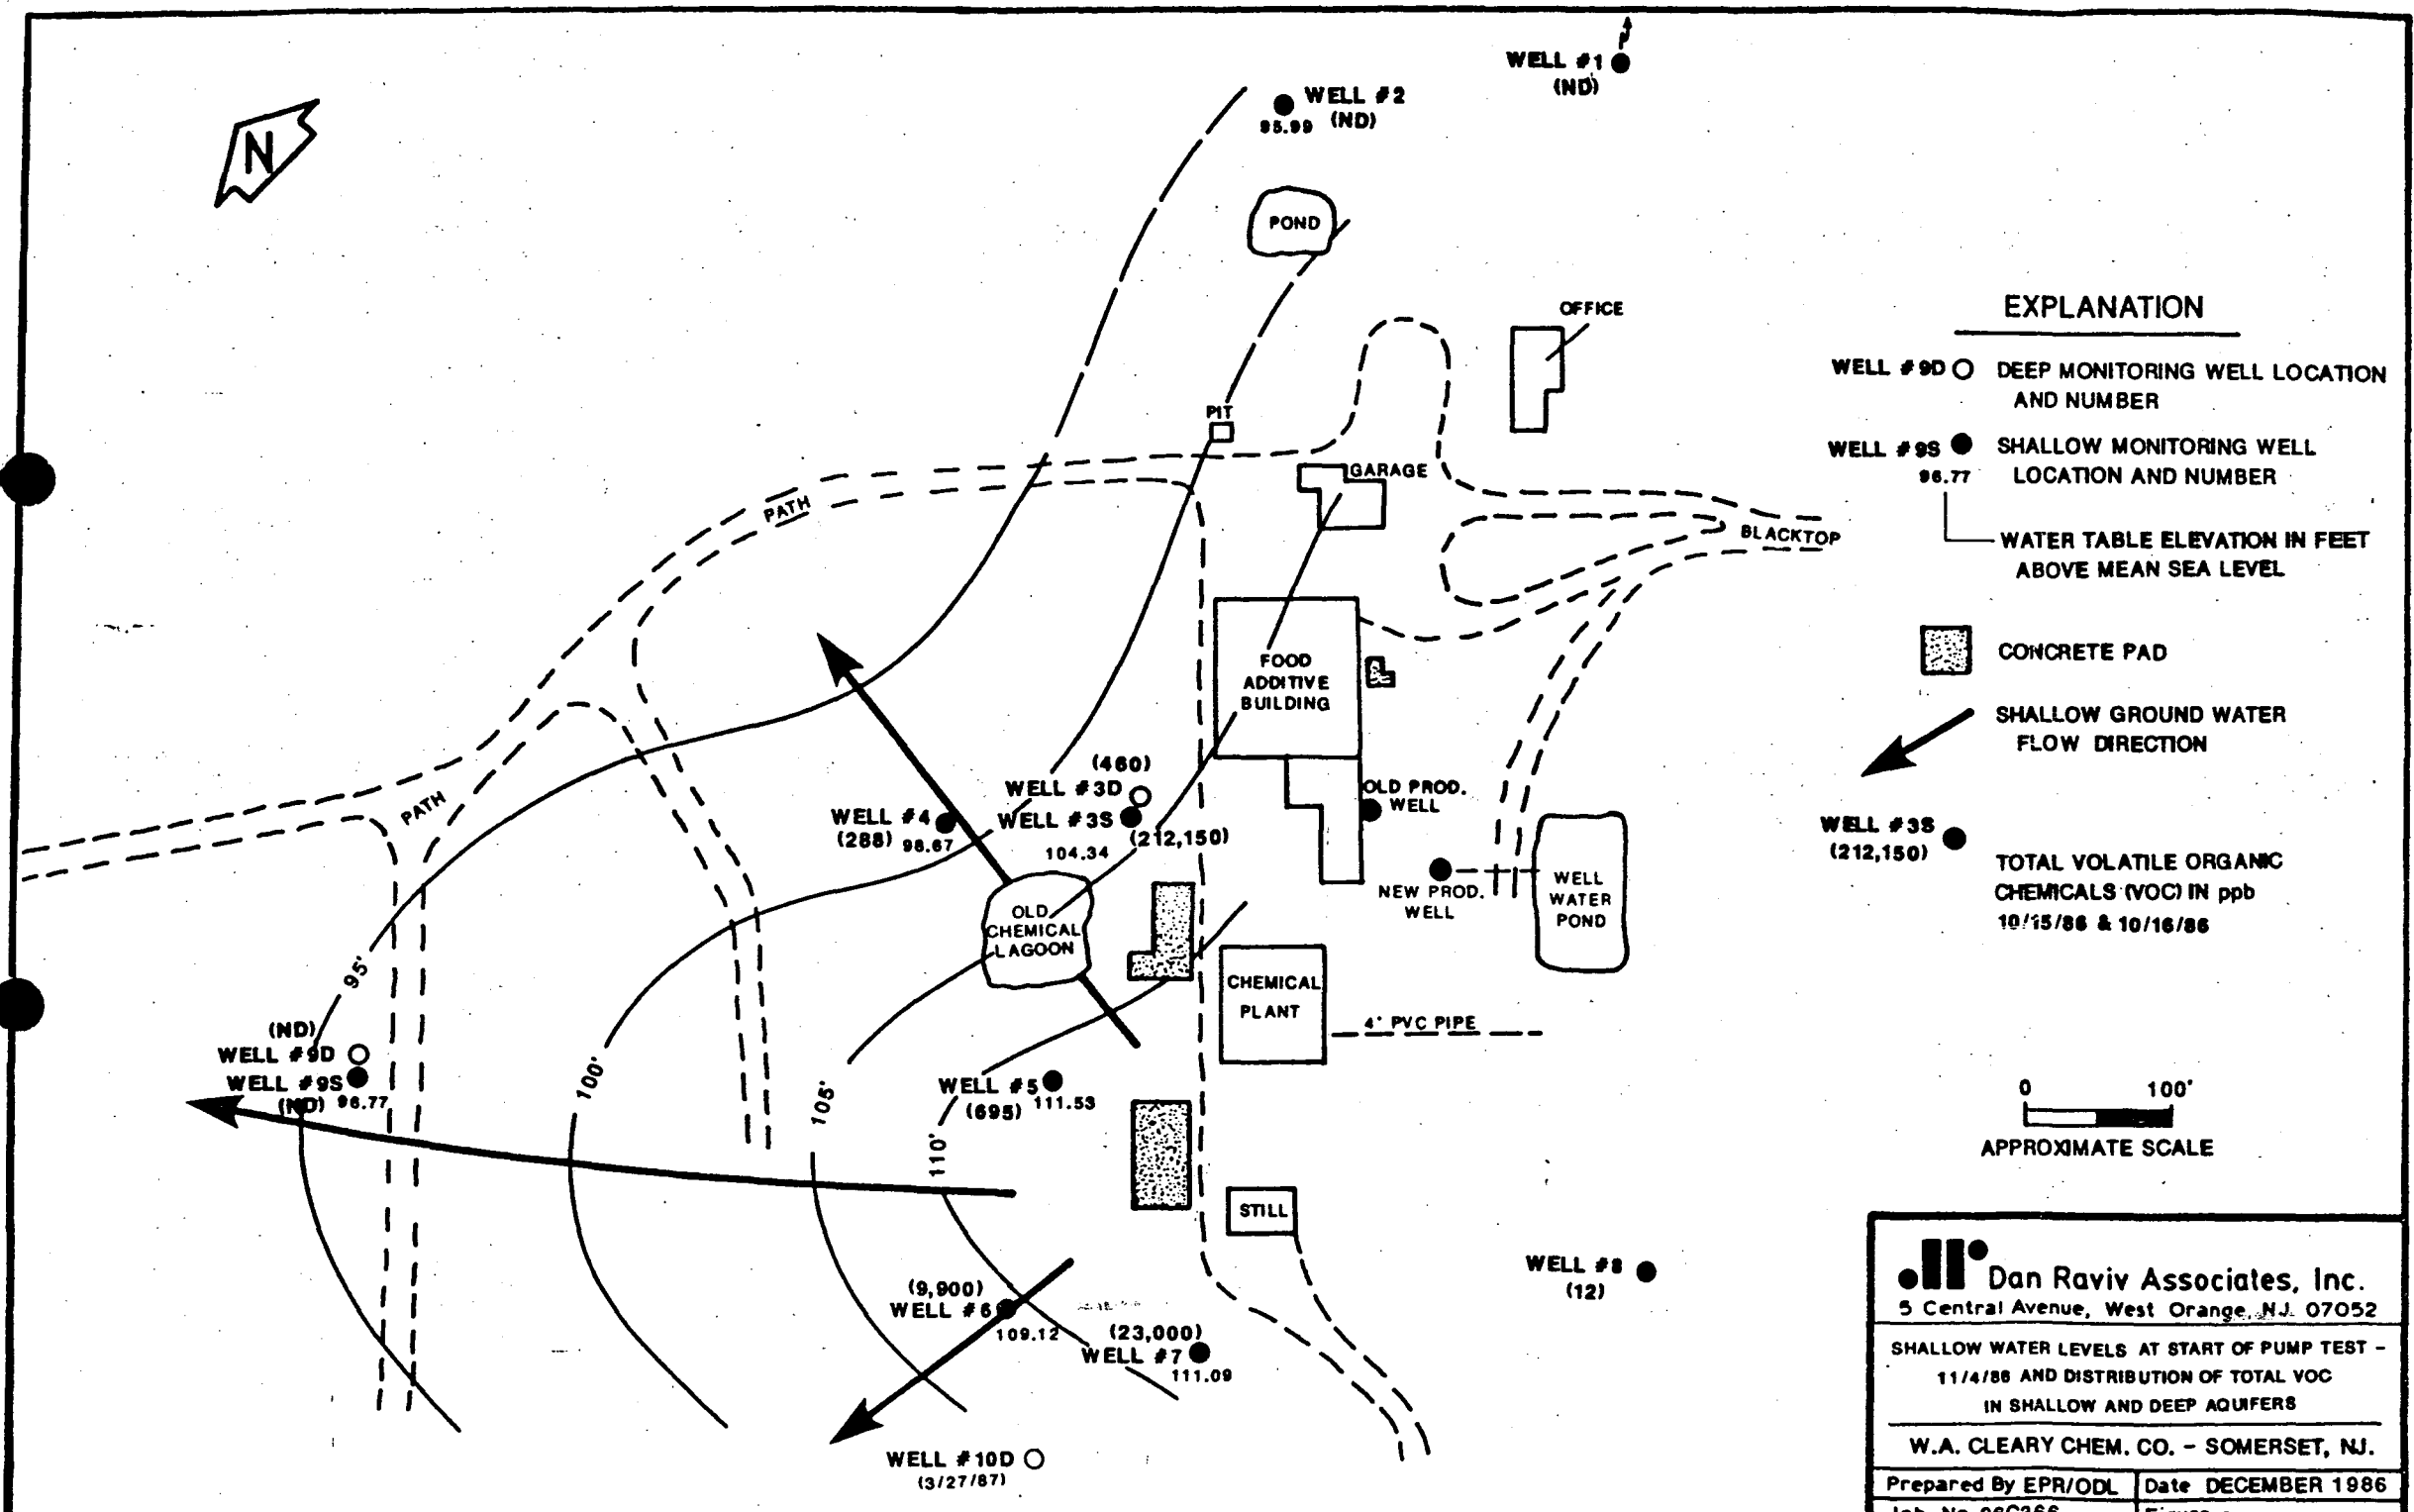 WELL #1
(ND)
WELL #2
95.99 (ND)
N
POND
OFFICE
PIT
GARAGE
PATH
BLACKTOP
FOOD
ADDITIVE
BUILDING
(460)
WELL #3D
WELL #3S
(212,150)
104.34
WELL #4
(288) 98.67
PATH
OLD PROD.
WELL
NEW PROD.
WELL
WELL
WATER
POND
OLD
CHEMICAL
LAGOON
CHEMICAL
PLANT
4" PVC PIPE
95'
100'
105'
110'
(ND)
WELL #9D
WELL #9S
(ND) 96.77
WELL #5
(695) 111.53
STILL
(9,900)
WELL #6
109.12
(23,000)
WELL #7
111.09
WELL #8
(12)
WELL #10D
(3/27/87)
EXPLANATION
WELL #9D DEEP MONITORING WELL LOCATION
AND NUMBER
WELL #9S SHALLOW MONITORING WELL
96.77 LOCATION AND NUMBER
WATER TABLE ELEVATION IN FEET
ABOVE MEAN SEA LEVEL
CONCRETE PAD
SHALLOW GROUND WATER
FLOW DIRECTION
WELL #3S
(212,150)
TOTAL VOLATILE ORGANIC
CHEMICALS (VOC) IN ppb
10/15/86 & 10/16/86
0 100'
APPROXIMATE SCALE
Dan Raviv Associates, Inc.
5 Central Avenue, West Orange, NJ. 07052
SHALLOW WATER LEVELS AT START OF PUMP TEST -
11/4/86 AND DISTRIBUTION OF TOTAL VOC
IN SHALLOW AND DEEP AQUIFERS
W.A. CLEARY CHEM. CO. - SOMERSET, NJ.
Prepared By EPR/ODL Date DECEMBER 1986